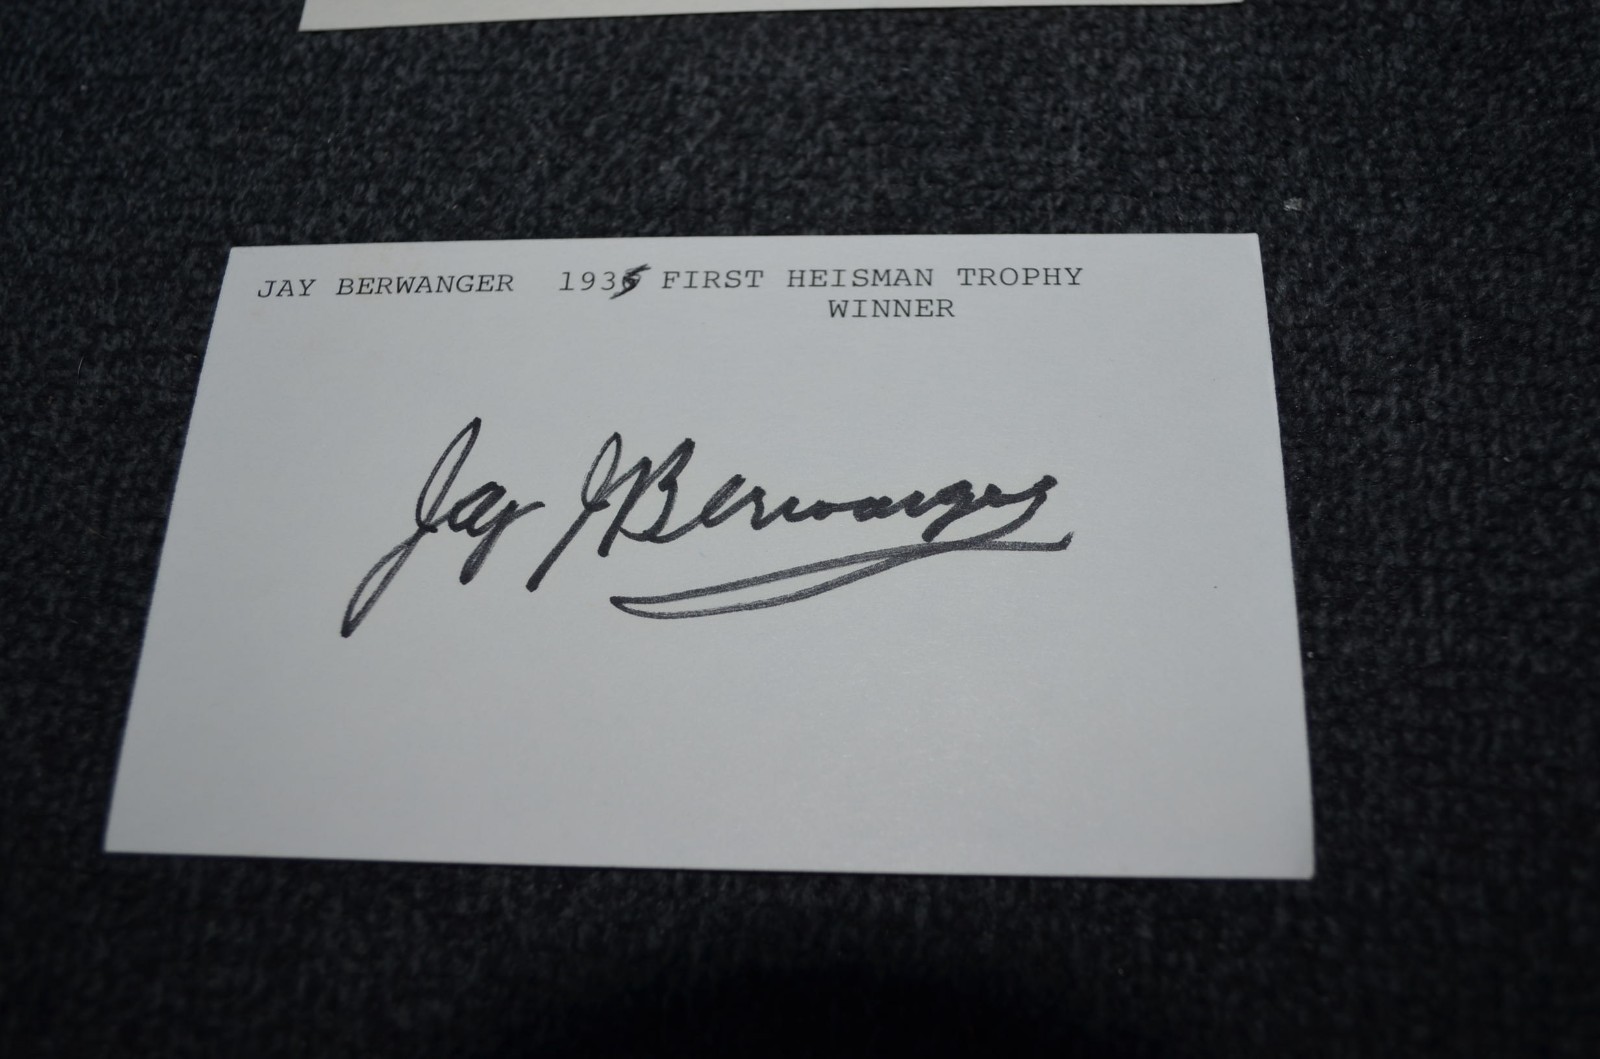 JAY BERWANGER 1935 FIRST HEISMAN TROPHY
WINNER
Jay J Berwanger